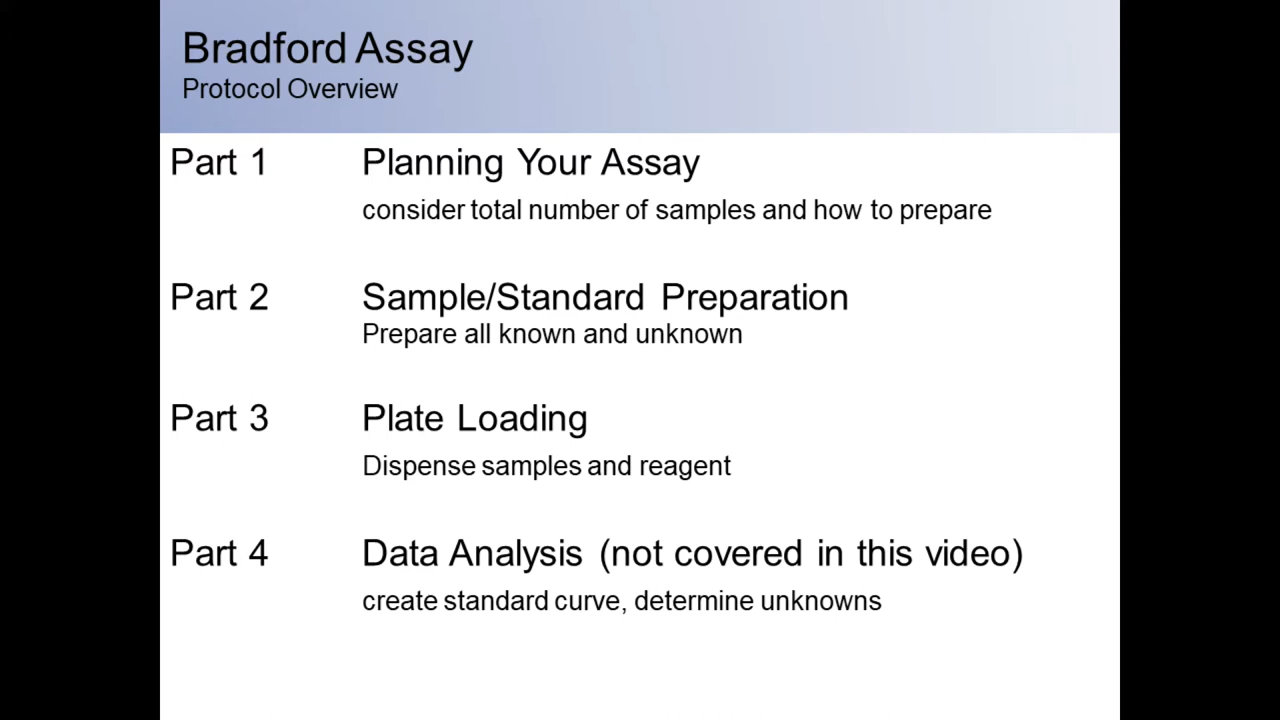 Bradford Assay
Protocol Overview
Part 1 Planning Your Assay
consider total number of samples and how to prepare
Part 2 Sample/Standard Preparation
Prepare all known and unknown
Part 3 Plate Loading
Dispense samples and reagent
Part 4 Data Analysis (not covered in this video)
create standard curve, determine unknowns